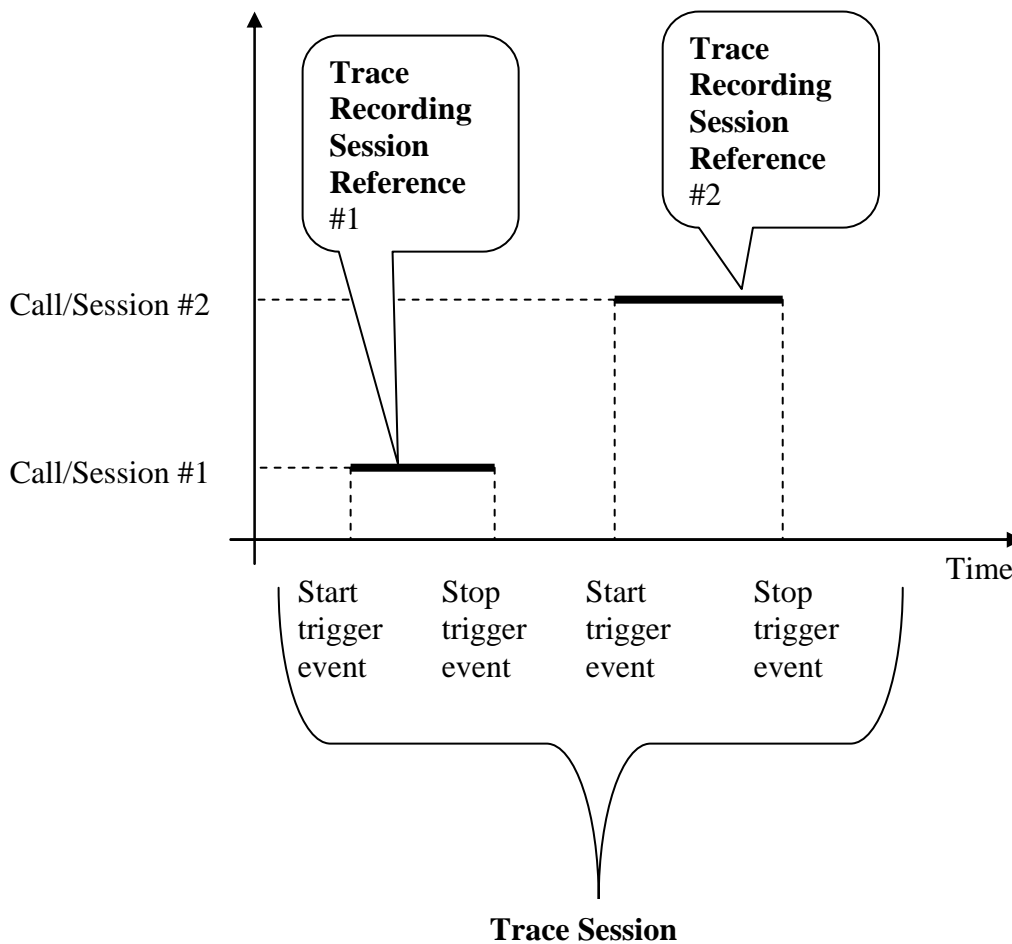 Trace
Recording
Session
Reference
#1
Trace
Recording
Session
Reference
#2
Call/Session #2
Call/Session #1
Time
Start
trigger
event
Stop
trigger
event
Start
trigger
event
Stop
trigger
event
Trace Session